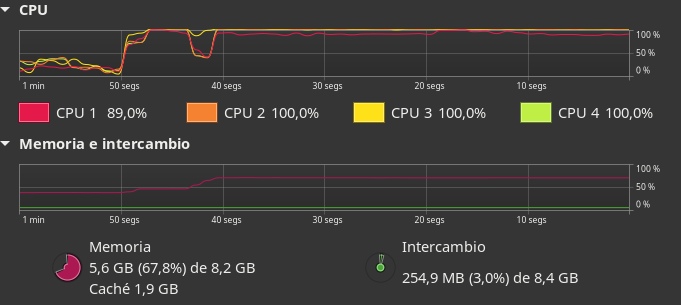 CPU
100 %
50 %
0 %
1 min 50 segs 40 segs 30 segs 20 segs 10 segs
CPU 1 89,0% CPU 2 100,0% CPU 3 100,0% CPU 4 100,0%
Memoria e intercambio
100 %
50 %
0 %
1 min 50 segs 40 segs 30 segs 20 segs 10 segs
Memoria
5,6 GB (67,8%) de 8,2 GB
Caché 1,9 GB
Intercambio
254,9 MB (3,0%) de 8,4 GB